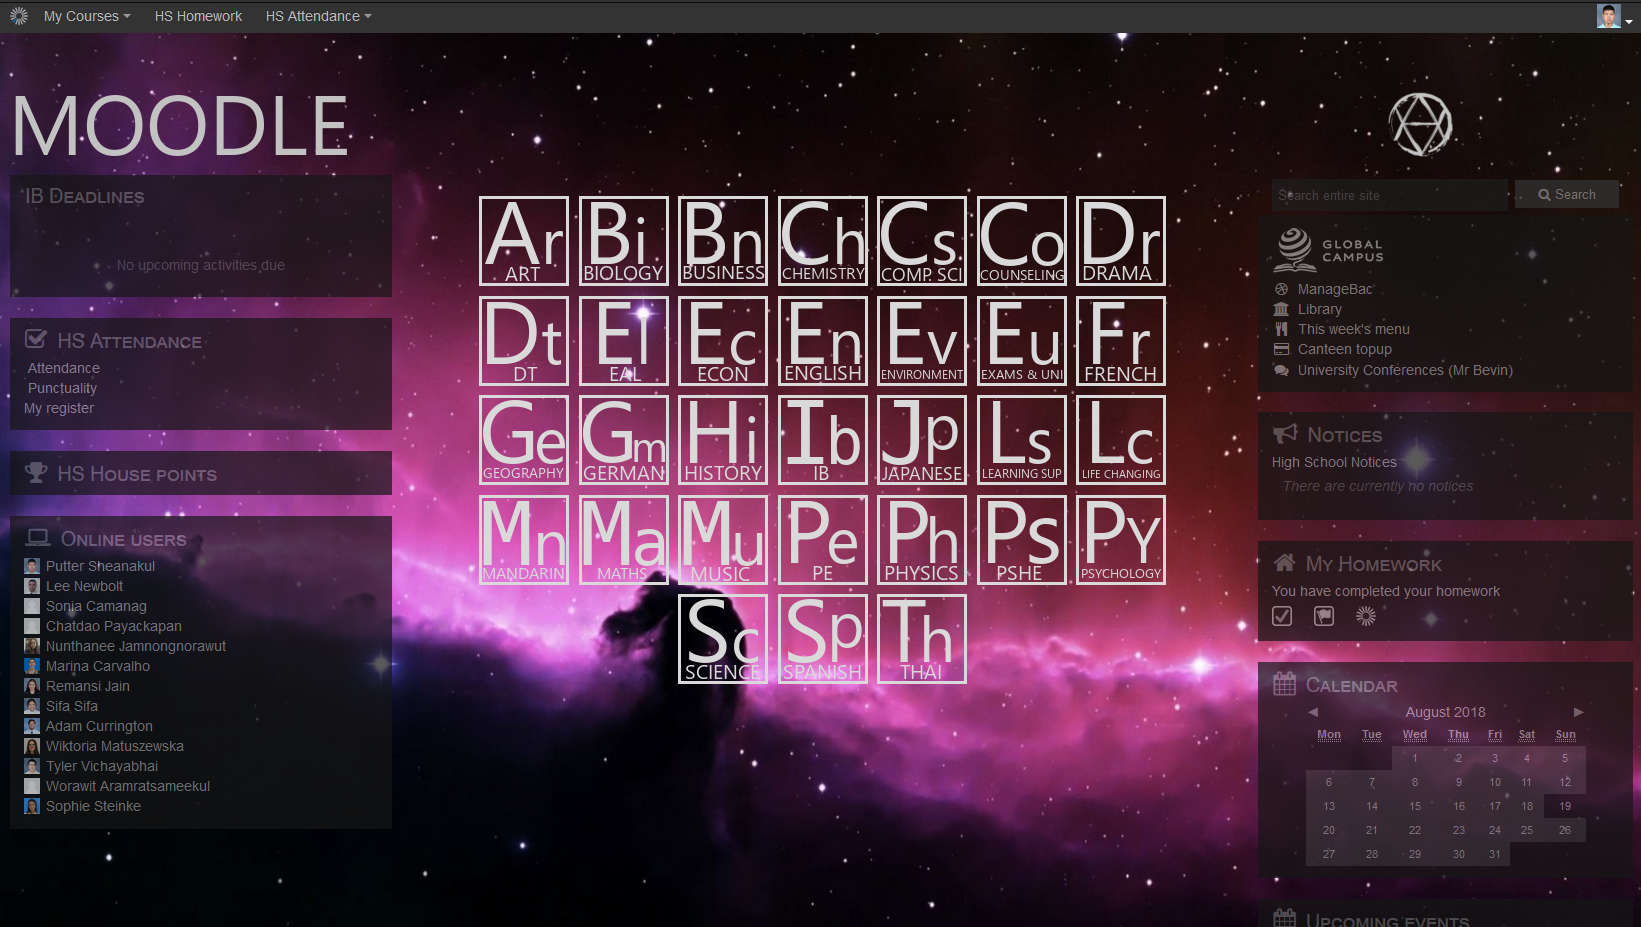 My Courses
HS Homework
HS Attendance
MOODLE
IB DEADLINES
No upcoming activities due
HS ATTENDANCE
Attendance
Punctuality
My register
HS HOUSE POINTS
ONLINE USERS
Putter Sheanakul
Lee Newbolt
Sonja Camanag
Chatdao Payackapan
Nunthanee Jamnongnorawut
Marina Carvalho
Remansi Jain
Sifa Sifa
Adam Currington
Wiktoria Matuszewska
Tyler Vichayabhai
Worawit Aramratsameekul
Sophie Steinke
Ar
ART
Bi
BIOLOGY
Bn
BUSINESS
Ch
CHEMISTRY
Cs
COMP. SCI
Co
COUNSELING
Dr
DRAMA
Dt
DT
El
EAL
Ec
ECON
En
ENGLISH
Ev
ENVIRONMENT
Eu
EXAMS & UNI
Fr
FRENCH
Ge
GEOGRAPHY
Gm
GERMAN
Hi
HISTORY
Ib
IB
Jp
JAPANESE
Ls
LEARNING SUP
Lc
LIFE CHANGING
Mn
MANDARIN
Ma
MATHS
Mu
MUSIC
Pe
PE
Ph
PHYSICS
Ps
PSHE
PY
PSYCHOLOGY
Sc
SCIENCE
Sp
SPANISH
Th
THAI
Search entire site
Search
GLOBAL
CAMPUS
ManageBac
Library
This week's menu
Canteen topup
University Conferences (Mr Bevin)
NOTICES
High School Notices
There are currently no notices
MY HOMEWORK
You have completed your homework
CALENDAR
◀ August 2018 ▶
Mon Tue Wed Thu Fri Sat Sun
1 2 3 4 5
6 7 8 9 10 11 12
13 14 15 16 17 18 19
20 21 22 23 24 25 26
27 28 29 30 31
UPCOMING EVENTS